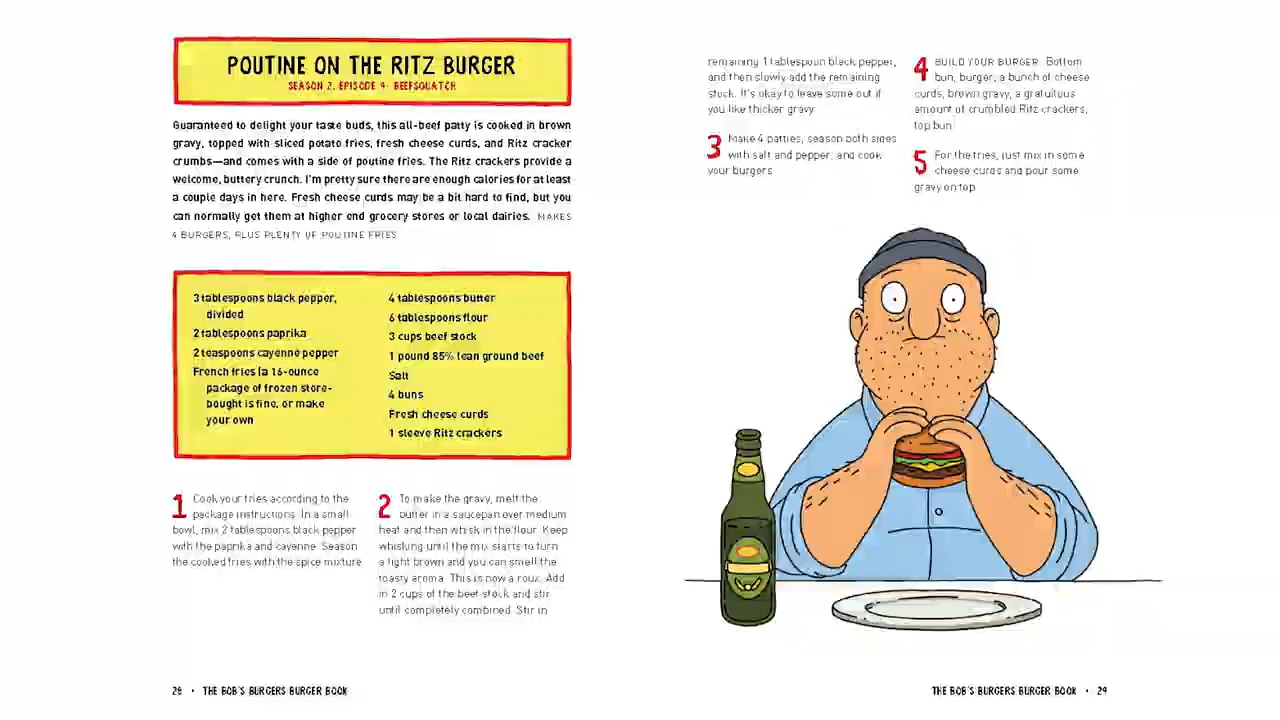 POUTINE ON THE RITZ BURGER
SEASON 2, EPISODE 9: BEEFSQUATCH
Guaranteed to delight your taste buds, this all-beef patty is cooked in brown
gravy, topped with sliced potato fries, fresh cheese curds, and Ritz cracker
crumbs—and comes with a side of poutine fries. The Ritz crackers provide a
welcome, buttery crunch. I'm pretty sure there are enough calories for at least
a couple days in here. Fresh cheese curds may be a bit hard to find, but you
can normally get them at higher end grocery stores or local dairies. MAKES
4 BURGERS, PLUS PLENTY OF POUTINE FRIES
3 tablespoons black pepper,
divided
2 tablespoons paprika
2 teaspoons cayenne pepper
French fries (a 16-ounce
package of frozen store-
bought is fine, or make
your own
4 tablespoons butter
6 tablespoons flour
3 cups beef stock
1 pound 85% lean ground beef
Salt
4 buns
Fresh cheese curds
1 sleeve Ritz crackers
1 Cook your fries according to the
package instructions. In a small
bowl, mix 2 tablespoons black pepper
with the paprika and cayenne. Season
the cooked fries with the spice mixture
2 To make the gravy, melt the
butter in a saucepan over medium
heat and then whisk in the flour. Keep
whisking until the mix starts to turn
a light brown and you can smell the
toasty aroma. This is now a roux. Add
in 2 cups of the beef stock and stir
until completely combined. Stir in
28 • THE BOB'S BURGERS BURGER BOOK
remaining 1 tablespoon black pepper,
and then slowly add the remaining
stock. It's okay to leave some out if
you like thicker gravy.
3 Make 4 patties, season both sides
with salt and pepper, and cook
your burgers
4 BUILD YOUR BURGER: Bottom
bun, burger, a bunch of cheese
curds, brown gravy, a gratuitous
amount of crumbled Ritz crackers,
top bun.
5 For the fries, just mix in some
cheese curds and pour some
gravy on top.
THE BOB'S BURGERS BURGER BOOK • 29